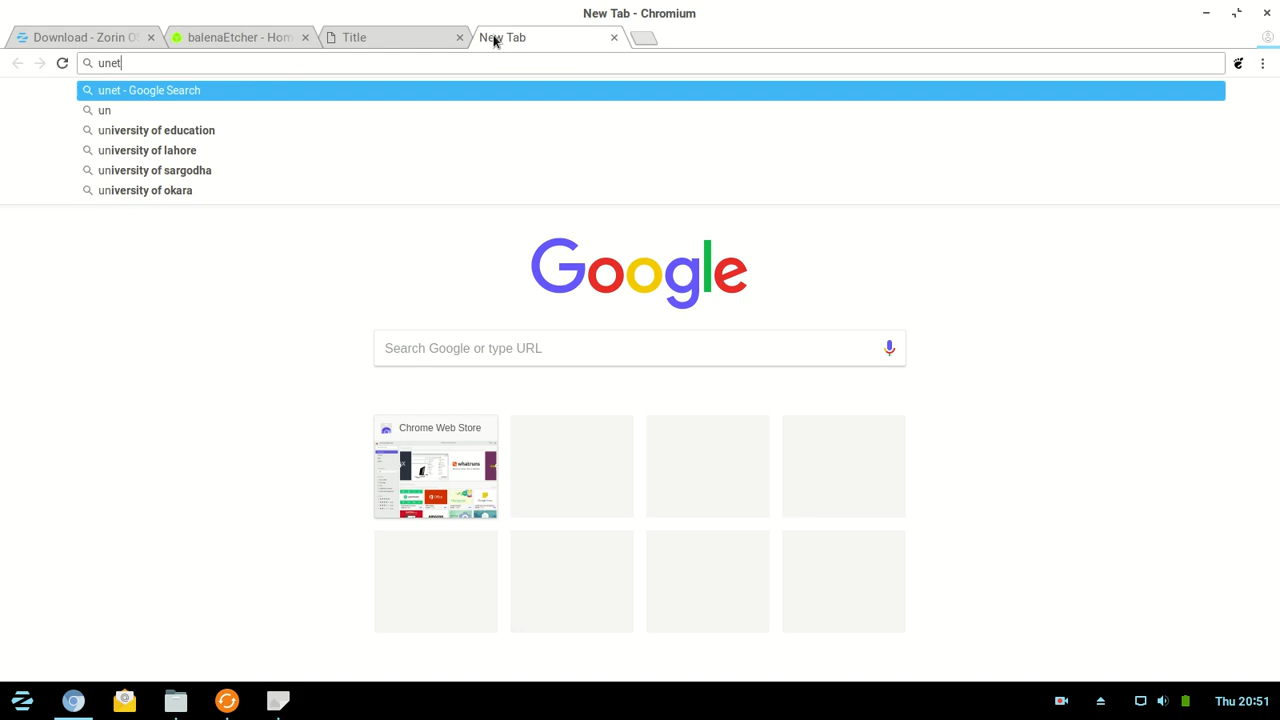 New Tab - Chromium
Download - Zorin O
balenaEtcher - Hom
Title
New Tab
unet
unet - Google Search
un
university of education
university of lahore
university of sargodha
university of okara
Google
Search Google or type URL
Chrome Web Store
whatruns
Office
Thu 20:51